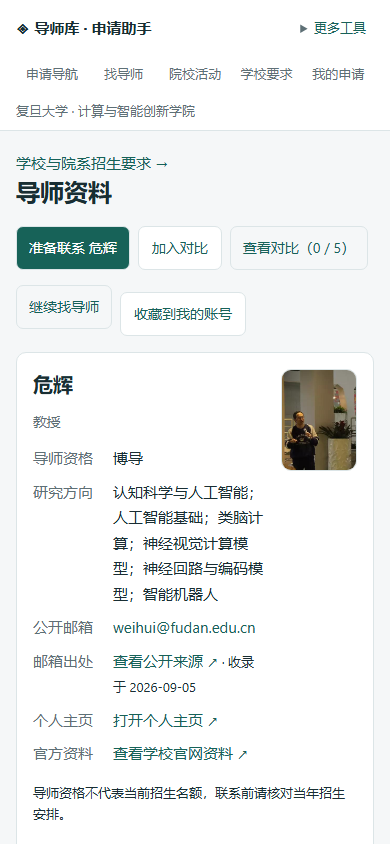 ◈ 导师库 · 申请助手
▶ 更多工具
申请导航 找导师 院校活动 学校要求 我的申请
复旦大学 · 计算与智能创新学院
学校与院系招生要求 →
导师资料
准备联系 危辉
加入对比
查看对比（0 / 5）
继续找导师
收藏到我的账号
危辉
教授
导师资格 博导
研究方向 认知科学与人工智能；
人工智能基础；类脑计
算；神经视觉计算模
型；神经回路与编码模
型；智能机器人
公开邮箱 weihui@fudan.edu.cn
邮箱出处 查看公开来源 ↗ · 收录
于 2026-09-05
个人主页 打开个人主页 ↗
官方资料 查看学校官网资料 ↗
导师资格不代表当前招生名额，联系前请核对当年招生
安排。